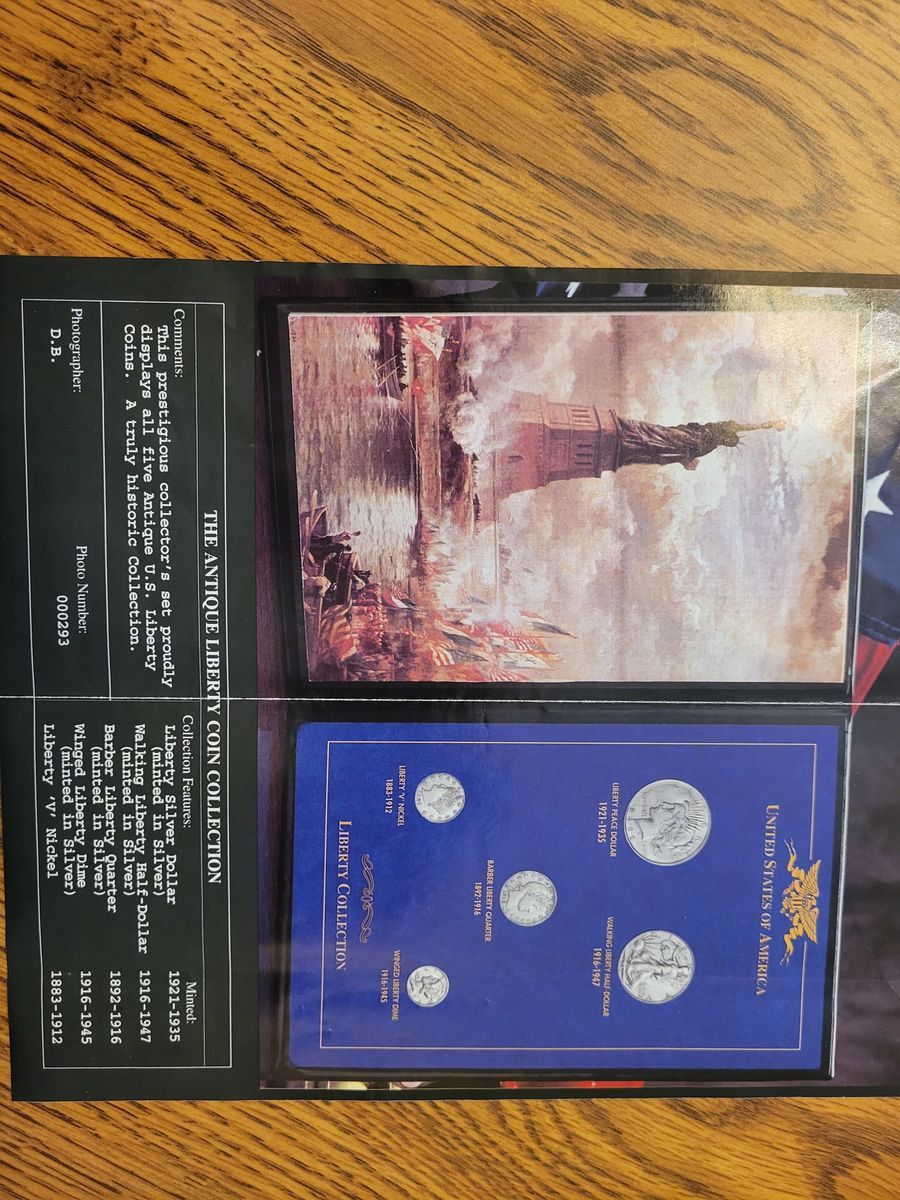 UNITED STATES OF AMERICA
LIBERTY PEACE DOLLAR
1921-1935
WALKING LIBERTY HALF-DOLLAR
1916-1947
BARBER LIBERTY QUARTER
1892-1916
LIBERTY 'V' NICKEL
1883-1912
WINGED LIBERTY DIME
1916-1945
LIBERTY COLLECTION
THE ANTIQUE LIBERTY COIN COLLECTION
Comments:
This prestigious collector's set proudly
displays all five Antique U.S. Liberty
Coins. A truly historic Collection.
Photographer:
D.B.
Photo Number:
000293
Collection Features: Minted:
Liberty Silver Dollar 1921-1935
(minted in Silver)
Walking Liberty Half-Dollar 1916-1947
(minted in Silver)
Barber Liberty Quarter 1892-1916
(minted in Silver)
Winged Liberty Dime 1916-1945
(minted in Silver)
Liberty 'V' Nickel 1883-1912